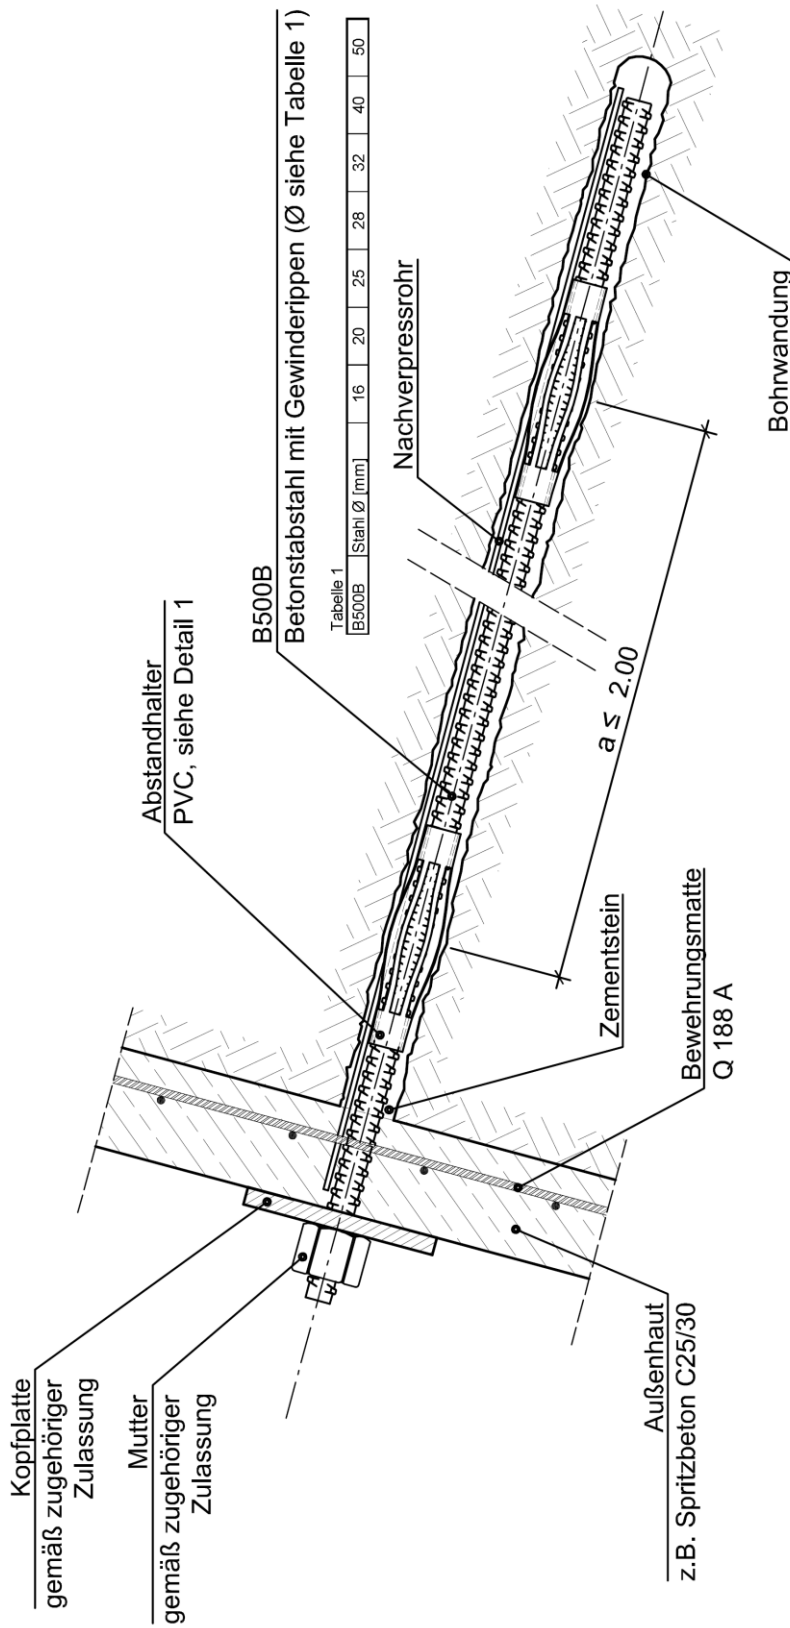 Kopfplatte
gemäß zugehöriger
Zulassung
Mutter
gemäß zugehöriger
Zulassung
Abstandhalter
PVC, siehe Detail 1
B500B
Betonstabstahl mit Gewinderippen (Ø siehe Tabelle 1)
Tabelle 1
B500B Stahl Ø [mm] 16 20 25 28 32 40 50
Nachverpressrohr
a ≤ 2.00
Zementstein
Bewehrungsmatte
Q 188 A
Außenhaut
z.B. Spritzbeton C25/30
Bohrwandung